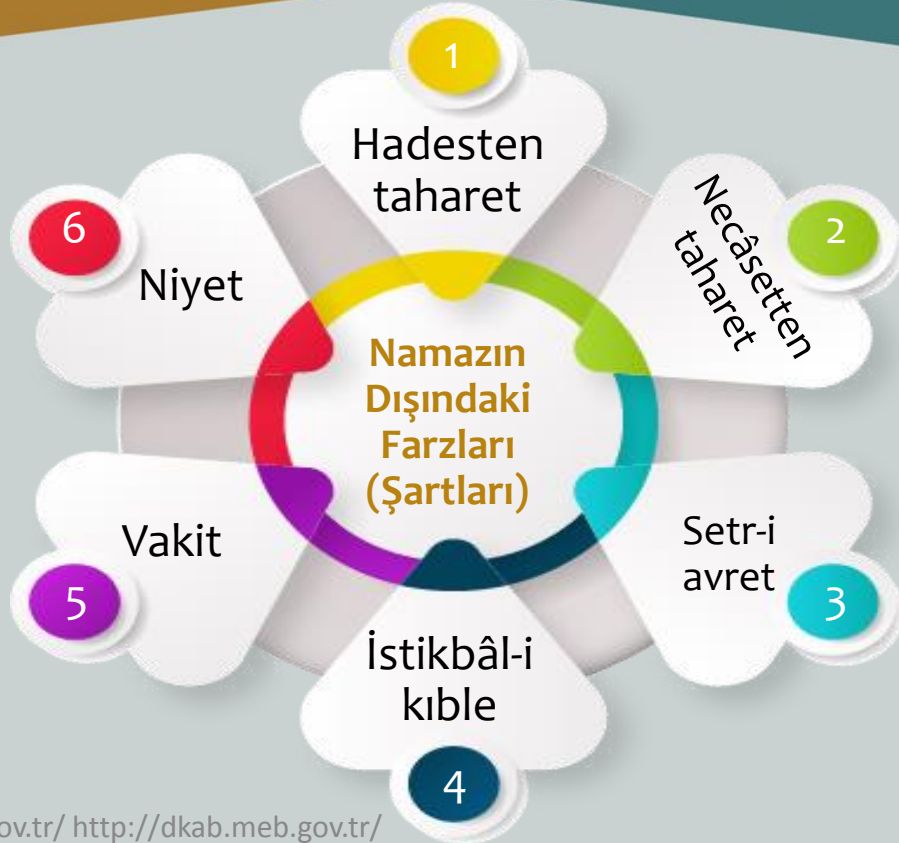 1
Hadesten
taharet
2
Necâsetten
taharet
3
Setr-i
avret
4
İstikbâl-i
kıble
5
Vakit
6
Niyet
Namazın
Dışındaki
Farzları
(Şartları)
ov.tr/ http://dkab.meb.gov.tr/